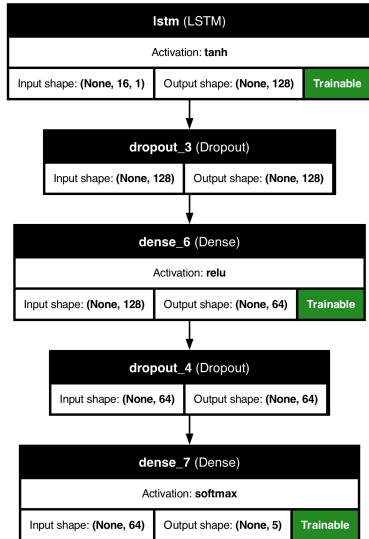 lstm (LSTM)
Activation: tanh
Input shape: (None, 16, 1) Output shape: (None, 128) Trainable
dropout_3 (Dropout)
Input shape: (None, 128) Output shape: (None, 128)
dense_6 (Dense)
Activation: relu
Input shape: (None, 128) Output shape: (None, 64) Trainable
dropout_4 (Dropout)
Input shape: (None, 64) Output shape: (None, 64)
dense_7 (Dense)
Activation: softmax
Input shape: (None, 64) Output shape: (None, 5) Trainable